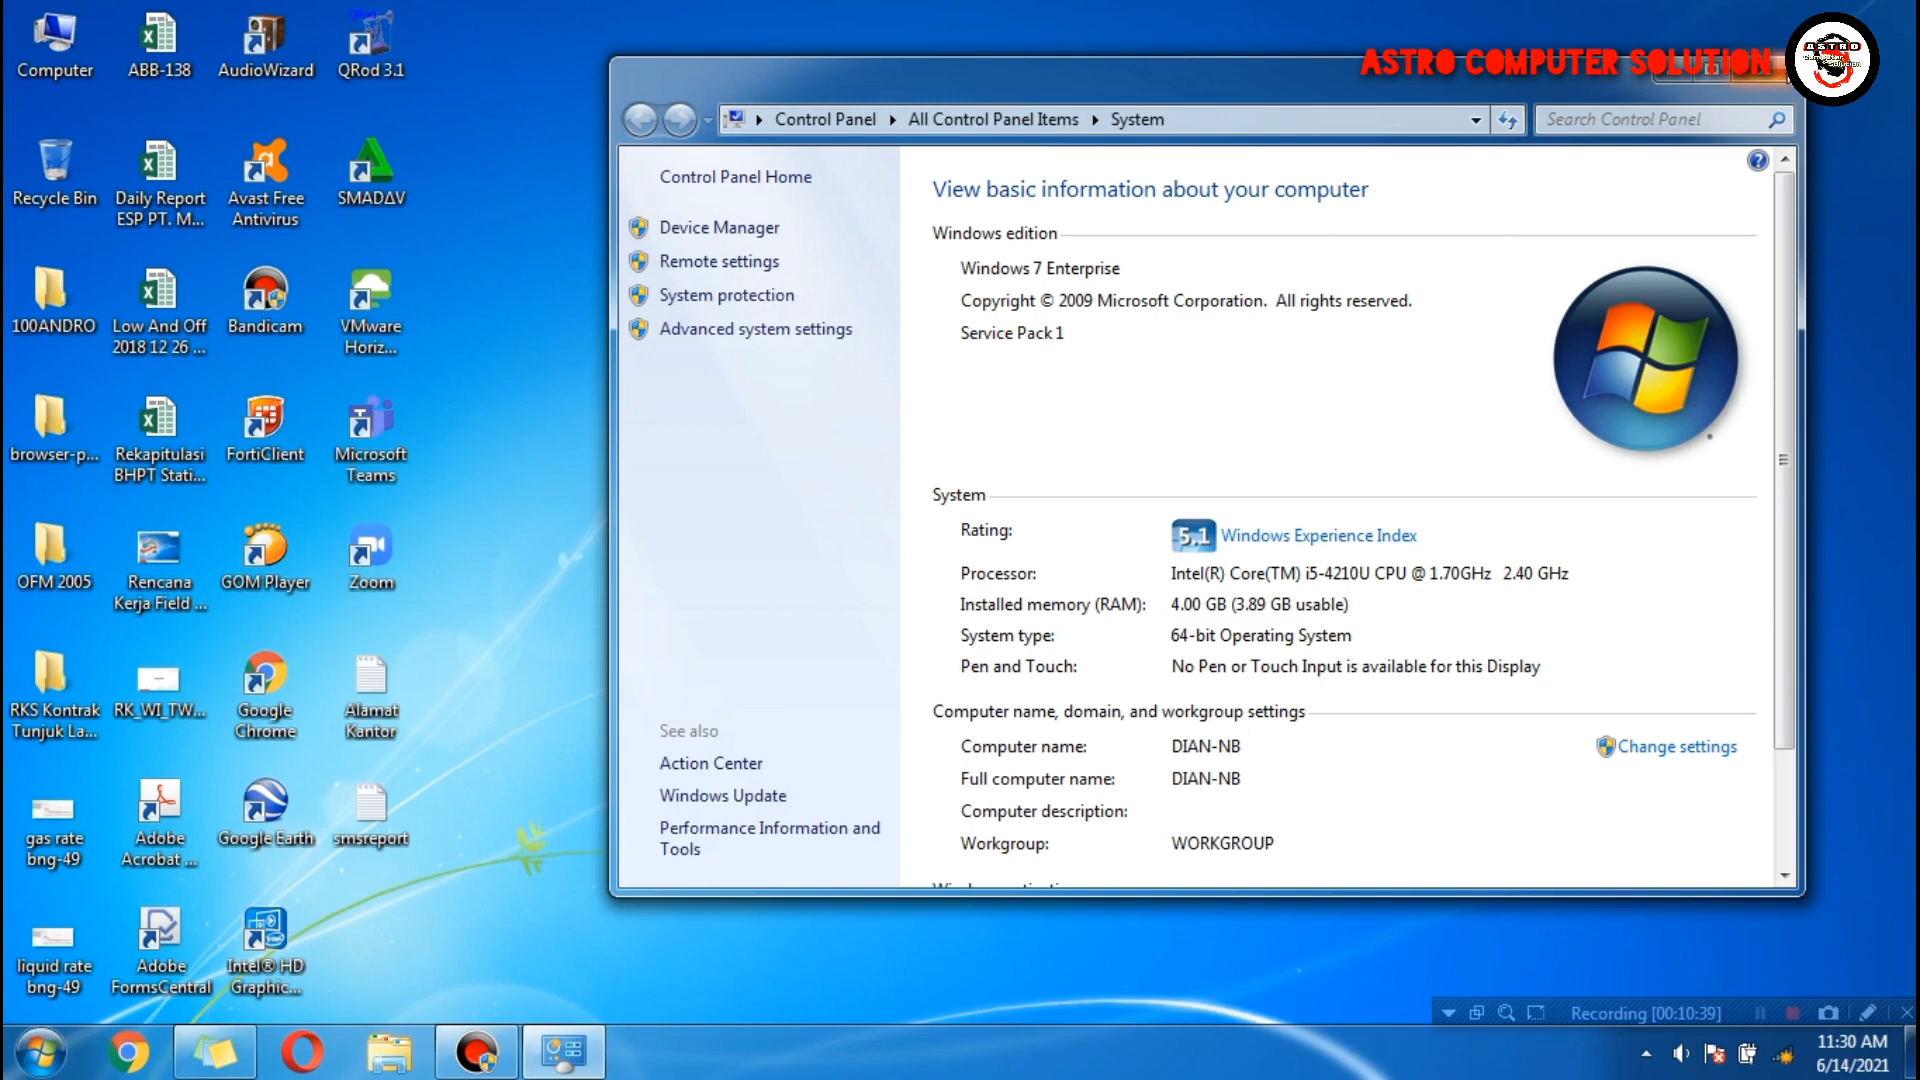 Computer
ABB-138
AudioWizard
QRod 3.1
Recycle Bin
Daily Report
ESP PT. M...
Avast Free
Antivirus
SMADΔV
100ANDRO
Low And Off
2018 12 26 ...
Bandicam
VMware
Horiz...
browser-p...
Rekapitulasi
BHPT Stati...
FortiClient
Microsoft
Teams
OFM 2005
Rencana
Kerja Field ...
GOM Player
Zoom
RKS Kontrak
Tunjuk La...
RK_WI_TW...
Google
Chrome
Alamat
Kantor
gas rate
bng-49
Adobe
Acrobat ...
Google Earth
smsreport
liquid rate
bng-49
Adobe
FormsCentral
Intel® HD
Graphic...
ASTRO COMPUTER SOLUTION
ASTRO
Control Panel
All Control Panel Items
System
Search Control Panel
Control Panel Home
Device Manager
Remote settings
System protection
Advanced system settings
See also
Action Center
Windows Update
Performance Information and
Tools
View basic information about your computer
Windows edition
Windows 7 Enterprise
Copyright © 2009 Microsoft Corporation.  All rights reserved.
Service Pack 1
System
Rating:
5.1 Windows Experience Index
Processor:
Intel(R) Core(TM) i5-4210U CPU @ 1.70GHz  2.40 GHz
Installed memory (RAM):
4.00 GB (3.89 GB usable)
System type:
64-bit Operating System
Pen and Touch:
No Pen or Touch Input is available for this Display
Computer name, domain, and workgroup settings
Computer name:
DIAN-NB
Change settings
Full computer name:
DIAN-NB
Computer description:
Workgroup:
WORKGROUP
Recording [00:10:39]
11:30 AM
6/14/2021